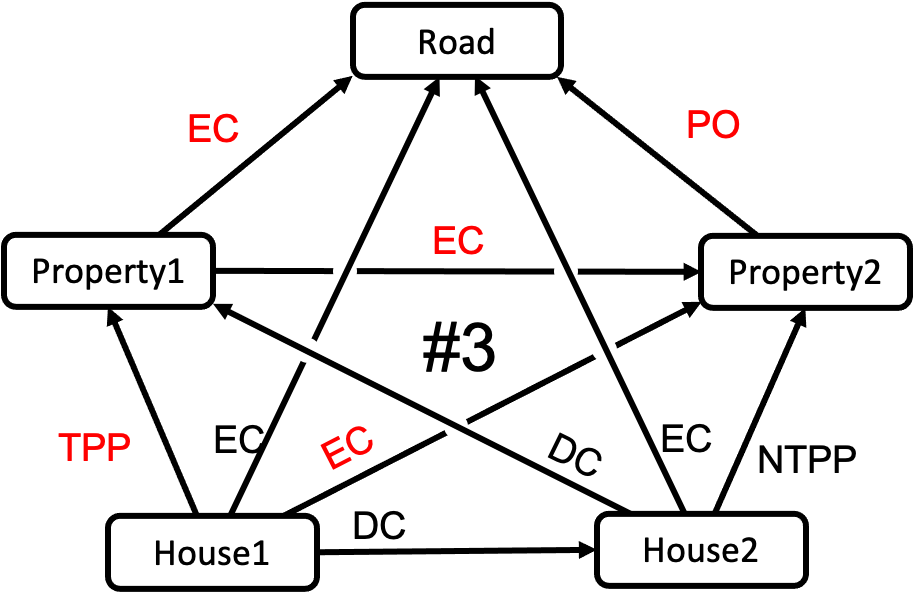 Road
EC
PO
EC
Property1
Property2
#3
TPP
EC
EC
DC
EC
NTPP
DC
House1
House2